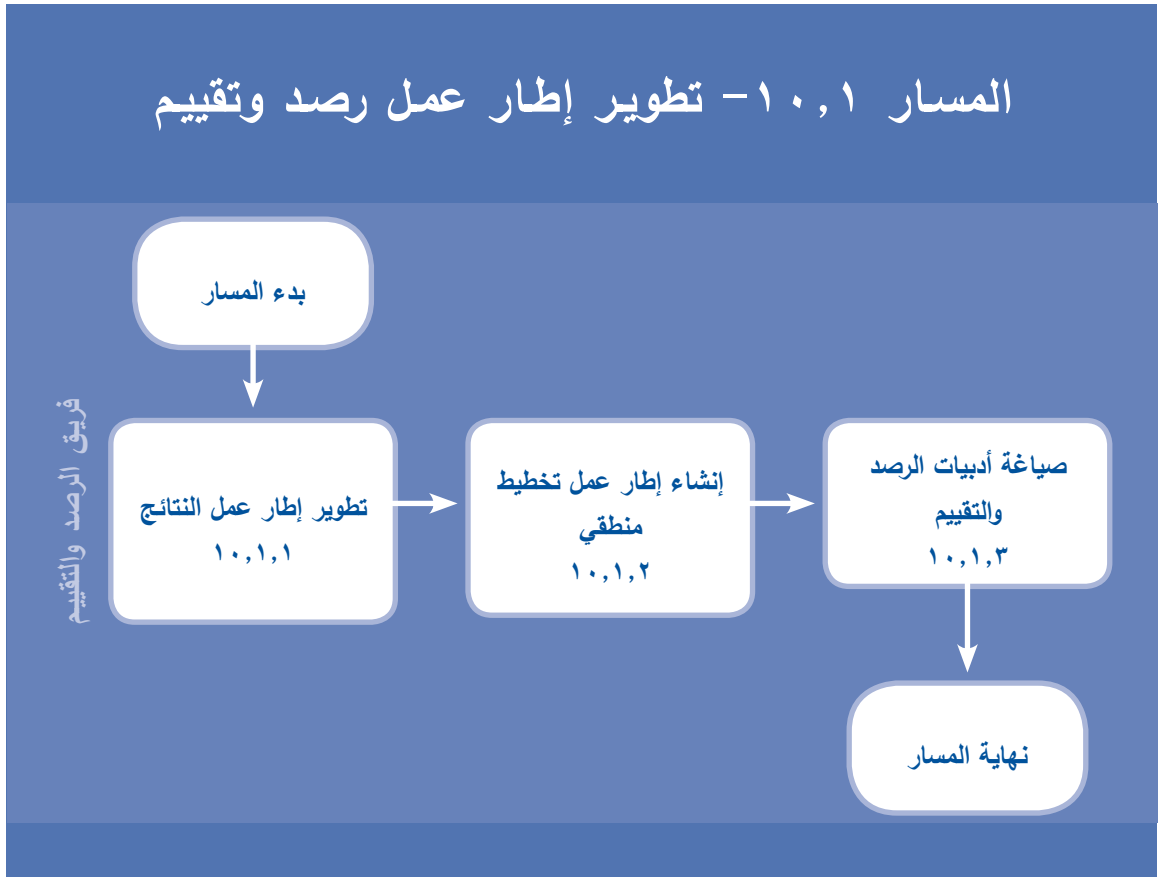 المسار ١٠,١- تطوير إطار عمل رصد وتقييم
فريق الرصد والتقييم
بدء المسار
تطوير إطار عمل النتائج
١٠,١,١
إنشاء إطار عمل تخطيط
منطقي
١٠,١,٢
صياغة أدبيات الرصد
والتقييم
١٠,١,٣
نهاية المسار